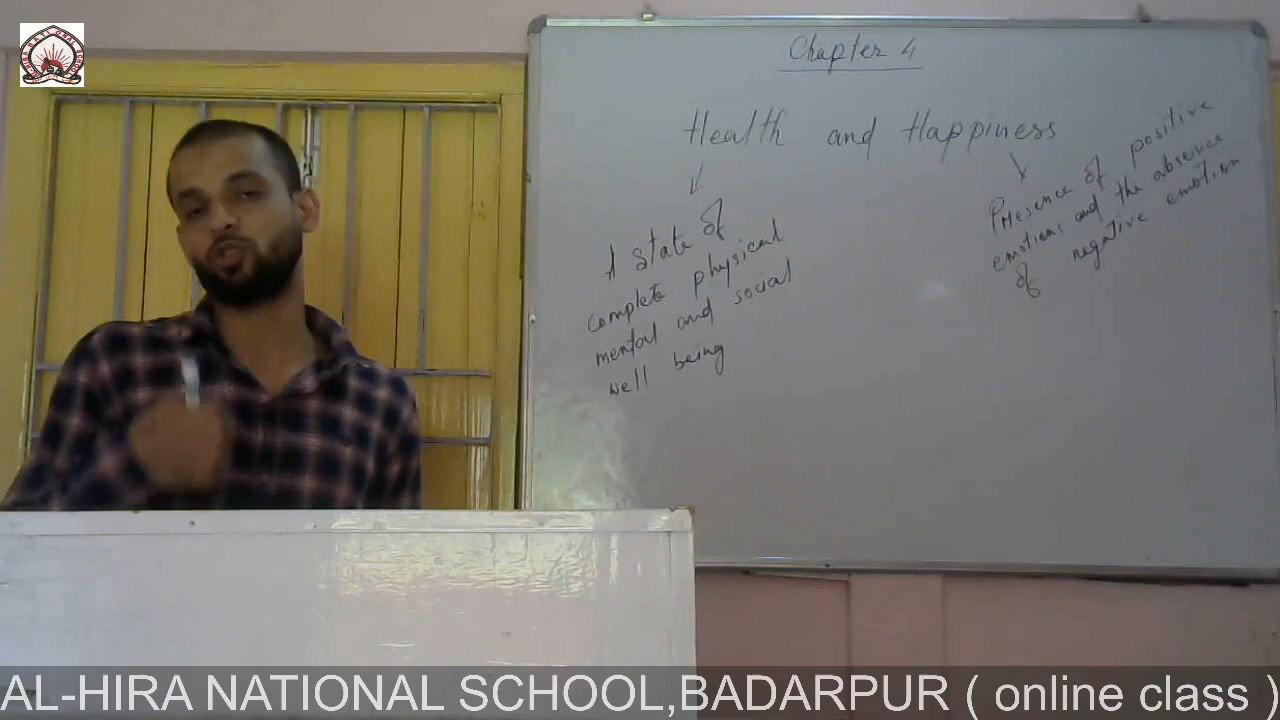 Chapter 4
Health and Happiness
A state of
complete physical
mental and social
well being
Presence of positive
emotions and the absence
of negative emotion
AL-HIRA NATIONAL SCHOOL,BADARPUR ( online class )